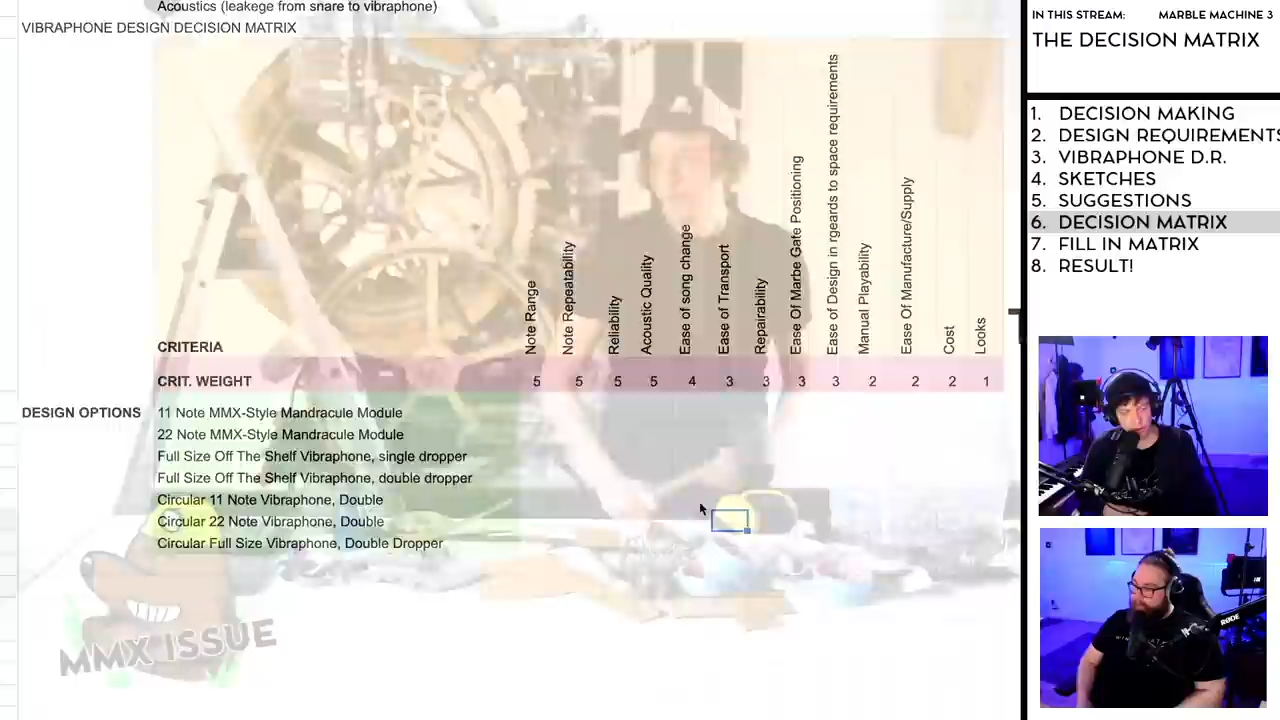 Acoustics (leakege from snare to vibraphone)
VIBRAPHONE DESIGN DECISION MATRIX
Note Range
Note Repeatability
Reliability
Acoustic Quality
Ease of song change
Ease of Transport
Repairability
Ease Of Marbe Gate Positioning
Ease of Design in rgeards to space requirements
Manual Playability
Ease Of Manufacture/Supply
Cost
Looks
CRITERIA
CRIT. WEIGHT 5 5 5 5 4 3 3 3 3 2 2 2 1
DESIGN OPTIONS 11 Note MMX-Style Mandracule Module
22 Note MMX-Style Mandracule Module
Full Size Off The Shelf Vibraphone, single dropper
Full Size Off The Shelf Vibraphone, double dropper
Circular 11 Note Vibraphone, Double
Circular 22 Note Vibraphone, Double
Circular Full Size Vibraphone, Double Dropper
MMX ISSUE
IN THIS STREAM: MARBLE MACHINE 3
THE DECISION MATRIX
1. DECISION MAKING
2. DESIGN REQUIREMENTS
3. VIBRAPHONE D.R.
4. SKETCHES
5. SUGGESTIONS
6. DECISION MATRIX
7. FILL IN MATRIX
8. RESULT!
RØDE